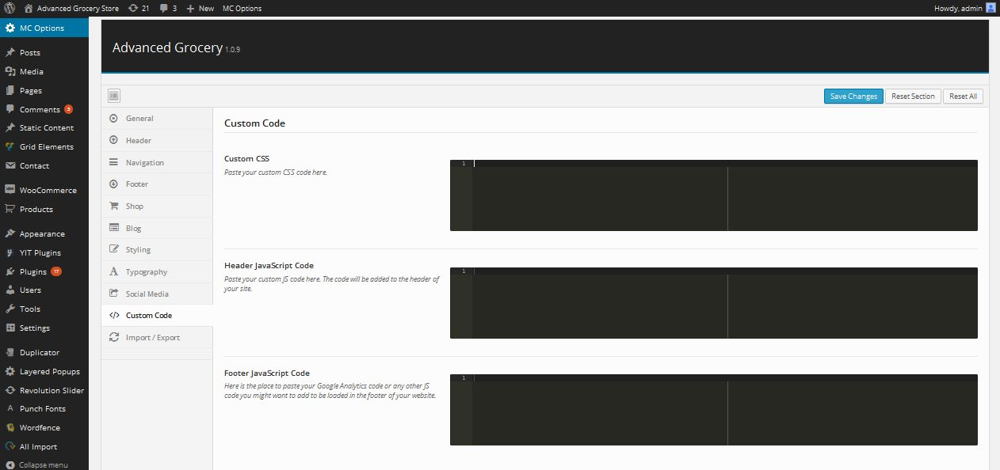 Advanced Grocery Store 21 3 New MC Options Howdy, admin
MC Options
Posts
Media
Pages
Comments 3
Static Content
Grid Elements
Contact
WooCommerce
Products
Appearance
YIT Plugins
Plugins 17
Users
Tools
Settings
Duplicator
Layered Popups
Revolution Slider
Punch Fonts
Wordfence
All Import
Collapse menu
Advanced Grocery 1.0.9
Save Changes Reset Section Reset All
General
Header
Navigation
Footer
Shop
Blog
Styling
Typography
Social Media
Custom Code
Import / Export
Custom Code
Custom CSS
Paste your custom CSS code here.
1
Header JavaScript Code
Paste your custom JS code here. The code will be added to the header of
your site.
1
Footer JavaScript Code
Here is the place to paste your Google Analytics code or any other JS
code you might want to add to be loaded in the footer of your website.
1